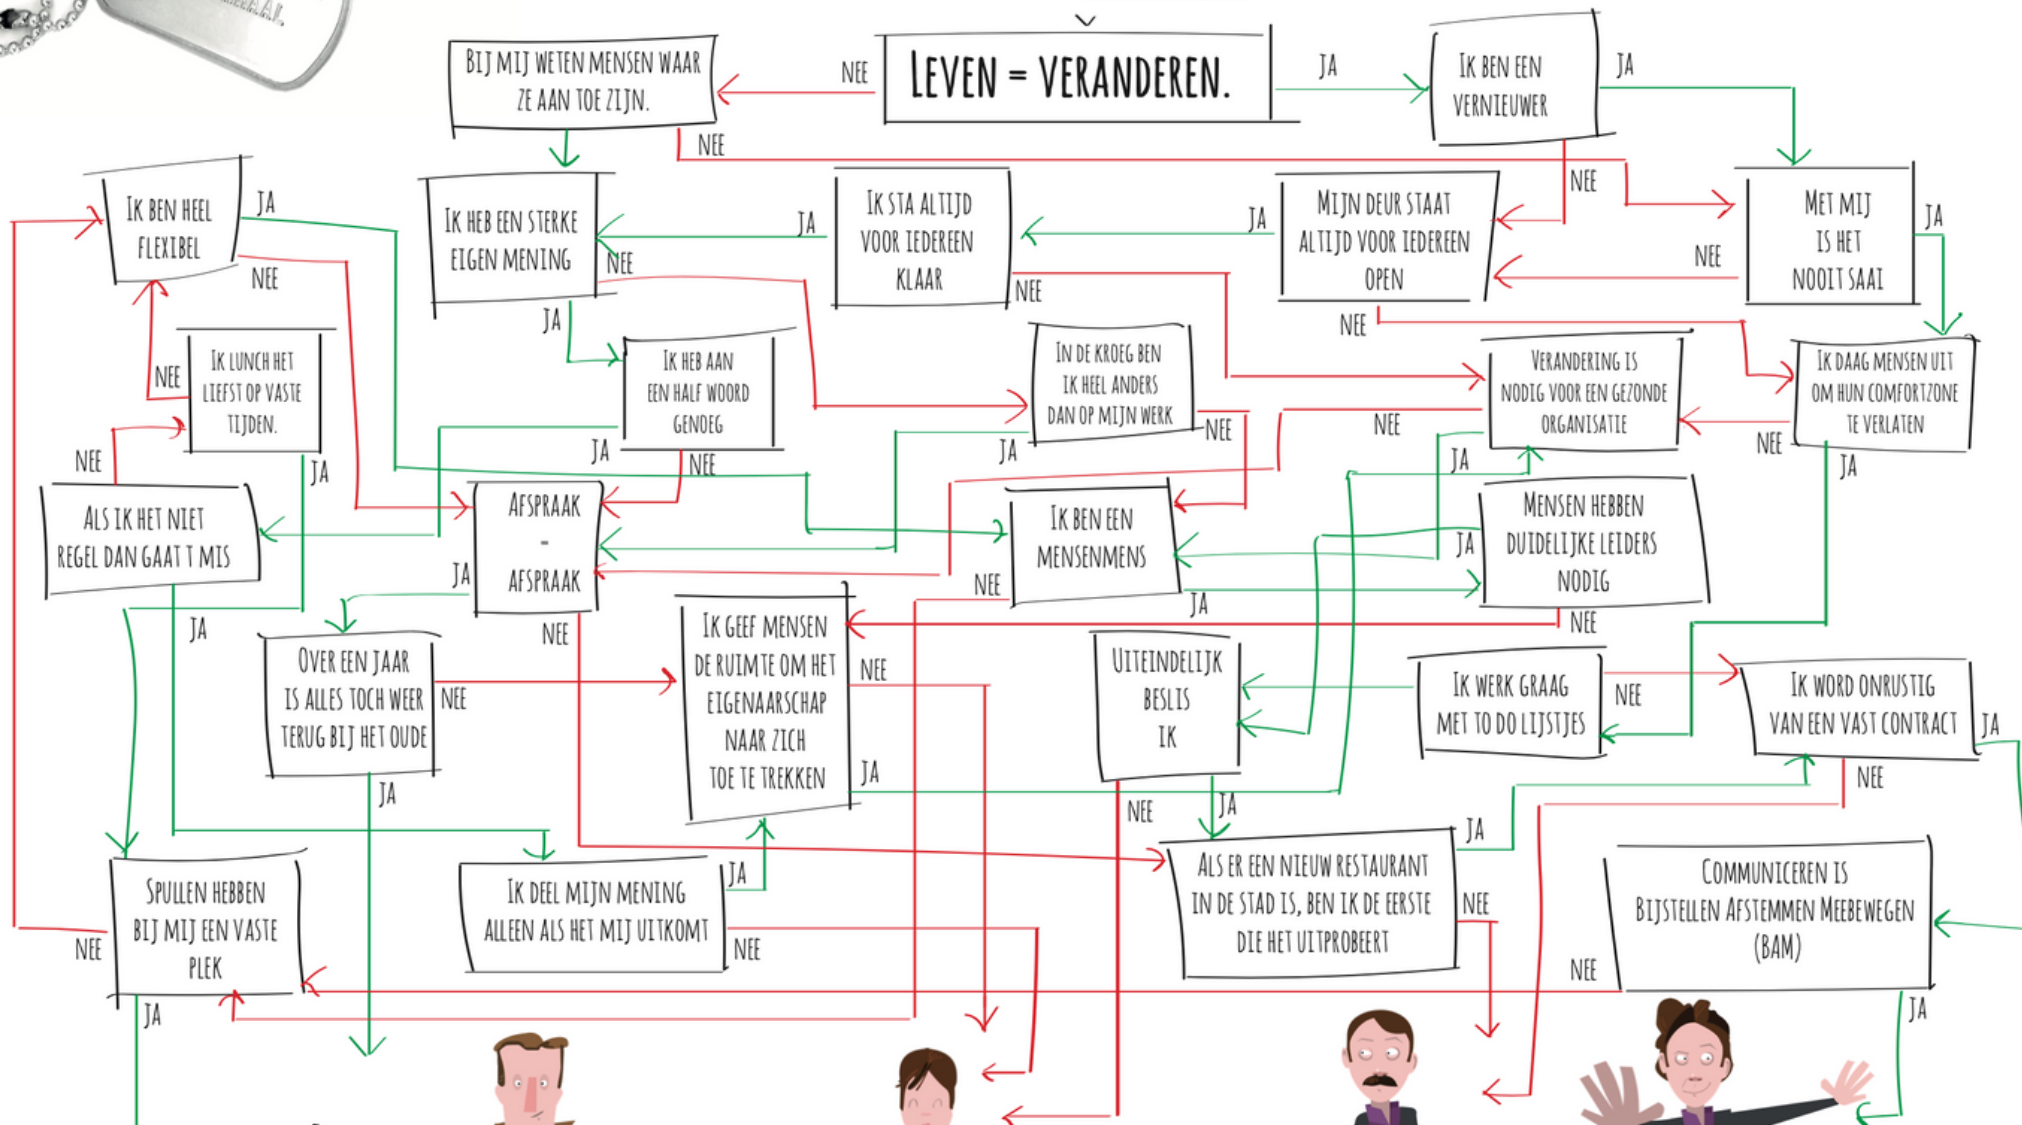 Bij mij weten mensen waar
ze aan toe zijn.
NEE
Leven = veranderen.
JA
Ik ben een
vernieuwer
JA
NEE
NEE
Ik ben heel
flexibel
JA
NEE
Ik heb een sterke
eigen mening
NEE
JA
JA
Ik sta altijd
voor iedereen
klaar
NEE
JA
Mijn deur staat
altijd voor iedereen
open
NEE
NEE
Met mij
is het
nooit saai
JA
Ik lunch het
liefst op vaste
tijden.
NEE
JA
Ik heb aan
een half woord
genoeg
JA
NEE
In de kroeg ben
ik heel anders
dan op mijn werk
JA
NEE
Verandering is
nodig voor een gezonde
organisatie
NEE
JA
Ik daag mensen uit
om hun comfortzone
te verlaten
NEE
JA
NEE
Als ik het niet
regel dan gaat t mis
JA
Afspraak
-
afspraak
JA
NEE
Ik ben een
mensenmens
NEE
JA
Mensen hebben
duidelijke leiders
nodig
JA
NEE
Over een jaar
is alles toch weer
terug bij het oude
NEE
JA
Ik geef mensen
de ruimte om het
eigenaarschap
naar zich
toe te trekken
NEE
JA
Uiteindelijk
beslis
ik
NEE
JA
Ik werk graag
met to do lijstjes
NEE
Ik word onrustig
van een vast contract
JA
NEE
Spullen hebben
bij mij een vaste
plek
NEE
JA
Ik deel mijn mening
alleen als het mij uitkomt
JA
NEE
Als er een nieuw restaurant
in de stad is, ben ik de eerste
die het uitprobeert
JA
NEE
Communiceren is
Bijstellen Afstemmen Meebewegen
(BAM)
NEE
JA